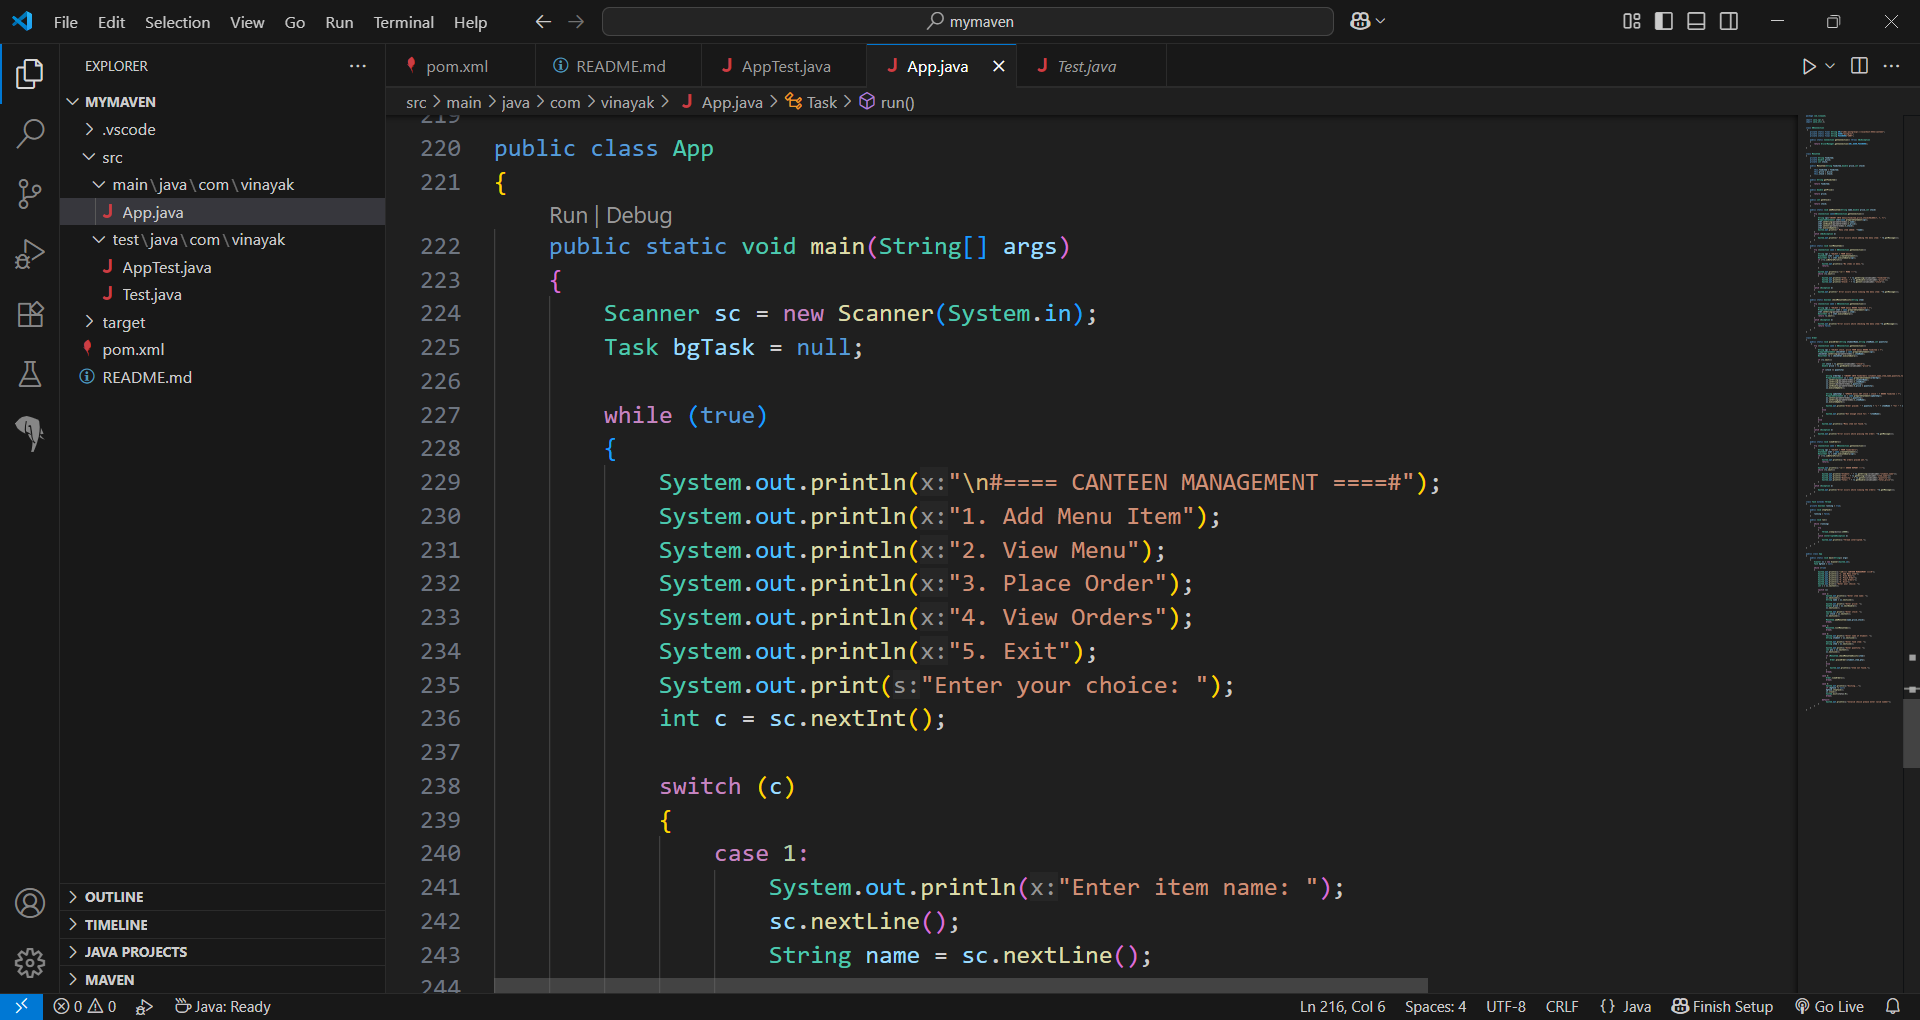 File Edit Selection View Go Run Terminal Help
mymaven
EXPLORER
MYMAVEN
.vscode
src
main\java\com\vinayak
App.java
test\java\com\vinayak
AppTest.java
Test.java
target
pom.xml
README.md
OUTLINE
TIMELINE
JAVA PROJECTS
MAVEN
pom.xml README.md AppTest.java App.java Test.java
src > main > java > com > vinayak > App.java > Task > run()
219
220 public class App
221 {
Run | Debug
222 public static void main(String[] args)
223 {
224 Scanner sc = new Scanner(System.in);
225 Task bgTask = null;
226
227 while (true)
228 {
229 System.out.println(x:"\n#==== CANTEEN MANAGEMENT ====#");
230 System.out.println(x:"1. Add Menu Item");
231 System.out.println(x:"2. View Menu");
232 System.out.println(x:"3. Place Order");
233 System.out.println(x:"4. View Orders");
234 System.out.println(x:"5. Exit");
235 System.out.print(s:"Enter your choice: ");
236 int c = sc.nextInt();
237
238 switch (c)
239 {
240 case 1:
241 System.out.println(x:"Enter item name: ");
242 sc.nextLine();
243 String name = sc.nextLine();
244
0 0 Java: Ready Ln 216, Col 6 Spaces: 4 UTF-8 CRLF {} Java Finish Setup Go Live